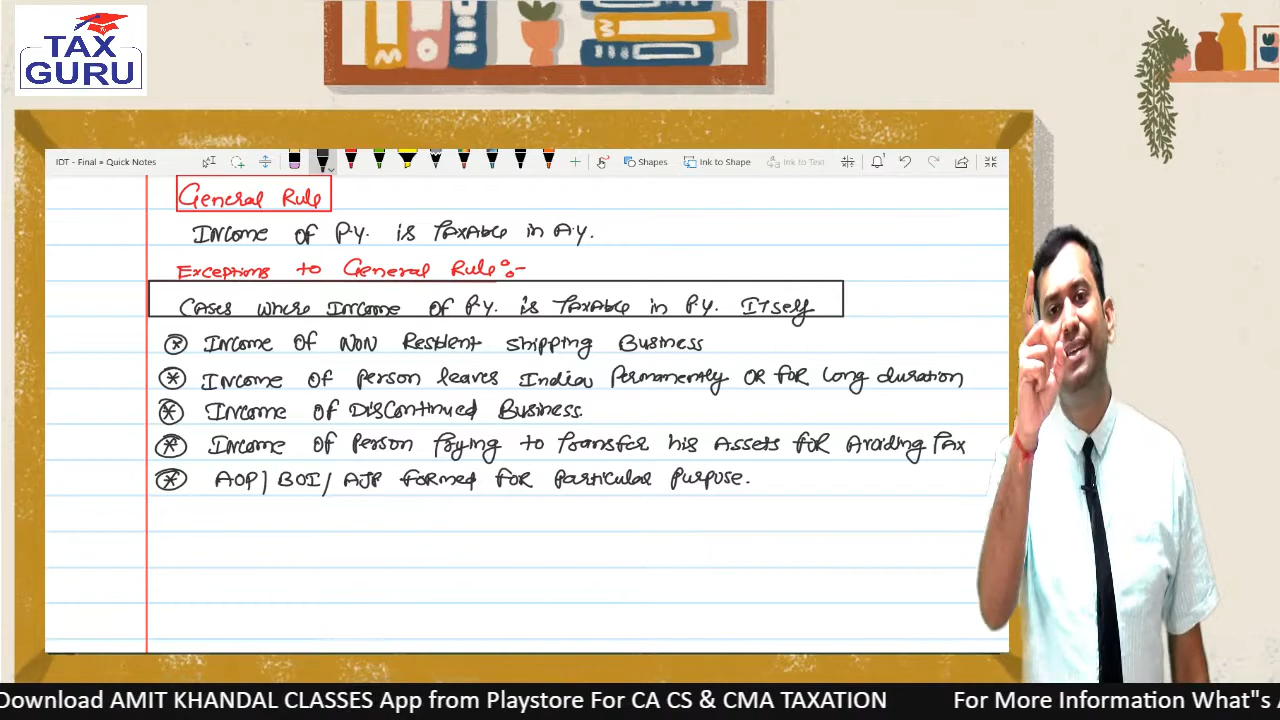 TAX
GURU
IDT - Final » Quick Notes
Shapes
Ink to Shape
Ink to Text
General Rule
Income of P.Y. is Taxable in A.Y.
Exceptions to General Rule:-
Cases where Income of P.Y. is Taxable in P.Y. Itself
Income of Non Resident Shipping Business
Income of person leaves India Permanently OR for Long duration
Income of Discontinued Business
Income of Person Trying to Transfer his Assets for Avoiding Tax
AOP/ BOI/ AJP formed for Particular Purpose.
Download AMIT KHANDAL CLASSES App from Playstore For CA CS & CMA TAXATION For More Information What"s A